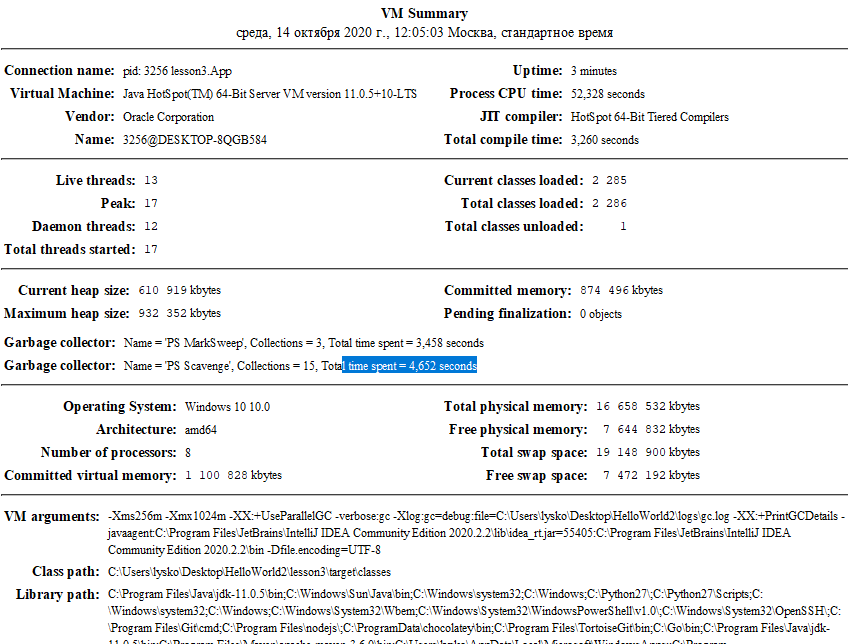 VM Summary
среда, 14 октября 2020 г., 12:05:03 Москва, стандартное время
Connection name: pid: 3256 lesson3.App
Uptime: 3 minutes
Virtual Machine: Java HotSpot(TM) 64-Bit Server VM version 11.0.5+10-LTS
Process CPU time: 52,328 seconds
Vendor: Oracle Corporation
JIT compiler: HotSpot 64-Bit Tiered Compilers
Name: 3256@DESKTOP-8QGB584
Total compile time: 3,260 seconds
Live threads: 13
Current classes loaded: 2 285
Peak: 17
Total classes loaded: 2 286
Daemon threads: 12
Total classes unloaded: 1
Total threads started: 17
Current heap size: 610 919 kbytes
Committed memory: 874 496 kbytes
Maximum heap size: 932 352 kbytes
Pending finalization: 0 objects
Garbage collector: Name = 'PS MarkSweep', Collections = 3, Total time spent = 3,458 seconds
Garbage collector: Name = 'PS Scavenge', Collections = 15, Total time spent = 4,652 seconds
Operating System: Windows 10 10.0
Total physical memory: 16 658 532 kbytes
Architecture: amd64
Free physical memory: 7 644 832 kbytes
Number of processors: 8
Total swap space: 19 148 900 kbytes
Committed virtual memory: 1 100 828 kbytes
Free swap space: 7 472 192 kbytes
VM arguments: -Xms256m -Xmx1024m -XX:+UseParallelGC -verbose:gc -Xlog:gc=debug:file=C:\Users\lysko\Desktop\HelloWorld2\logs\gc.log -XX:+PrintGCDetails -
javaagent:C:\Program Files\JetBrains\IntelliJ IDEA Community Edition 2020.2.2\lib\idea_rt.jar=55405:C:\Program Files\JetBrains\IntelliJ IDEA
Community Edition 2020.2.2\bin -Dfile.encoding=UTF-8
Class path: C:\Users\lysko\Desktop\HelloWorld2\lesson3\target\classes
Library path: C:\Program Files\Java\jdk-11.0.5\bin;C:\Windows\Sun\Java\bin;C:\Windows\system32;C:\Windows;C:\Python27\;C:\Python27\Scripts;C:
\Windows\system32;C:\Windows;C:\Windows\System32\Wbem;C:\Windows\System32\WindowsPowerShell\v1.0\;C:\Windows\System32\OpenSSH\;C:
\Program Files\Git\cmd;C:\Program Files\nodejs\;C:\ProgramData\chocolatey\bin;C:\Program Files\TortoiseGit\bin;C:\Go\bin;C:\Program Files\Java\jdk-